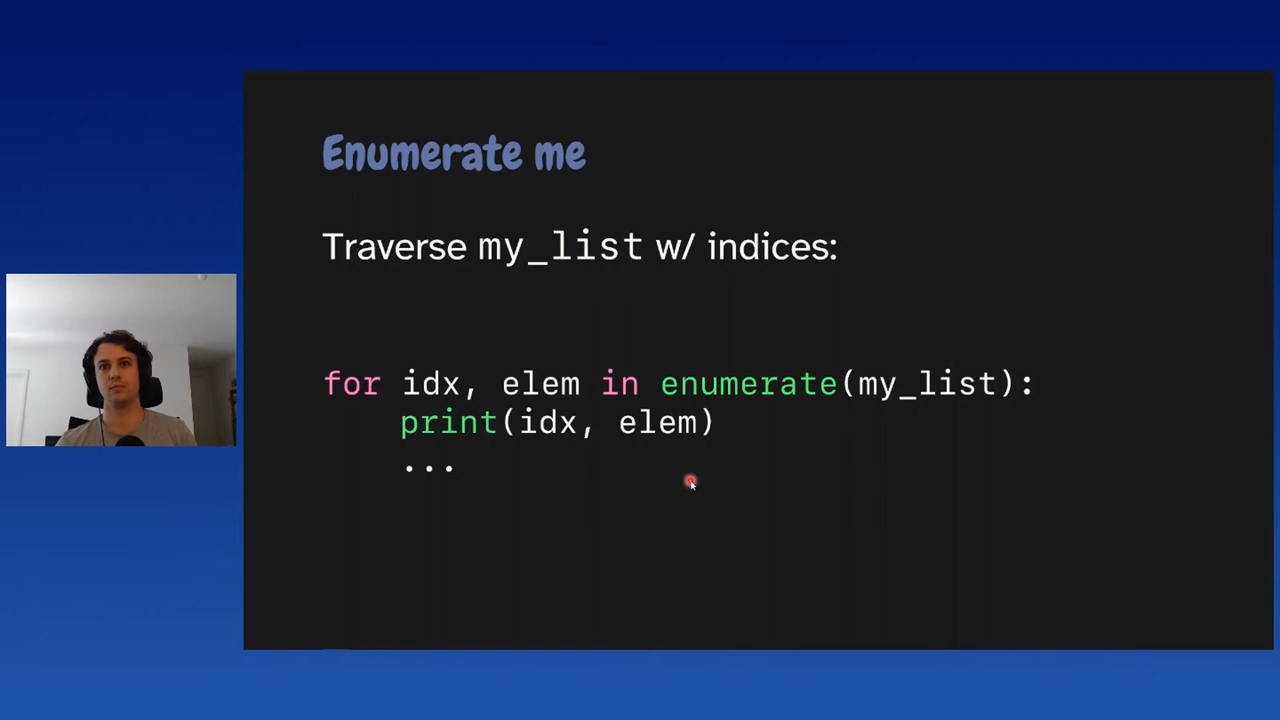 Enumerate me
Traverse my_list w/ indices:
for idx, elem in enumerate(my_list):
    print(idx, elem)
    ...